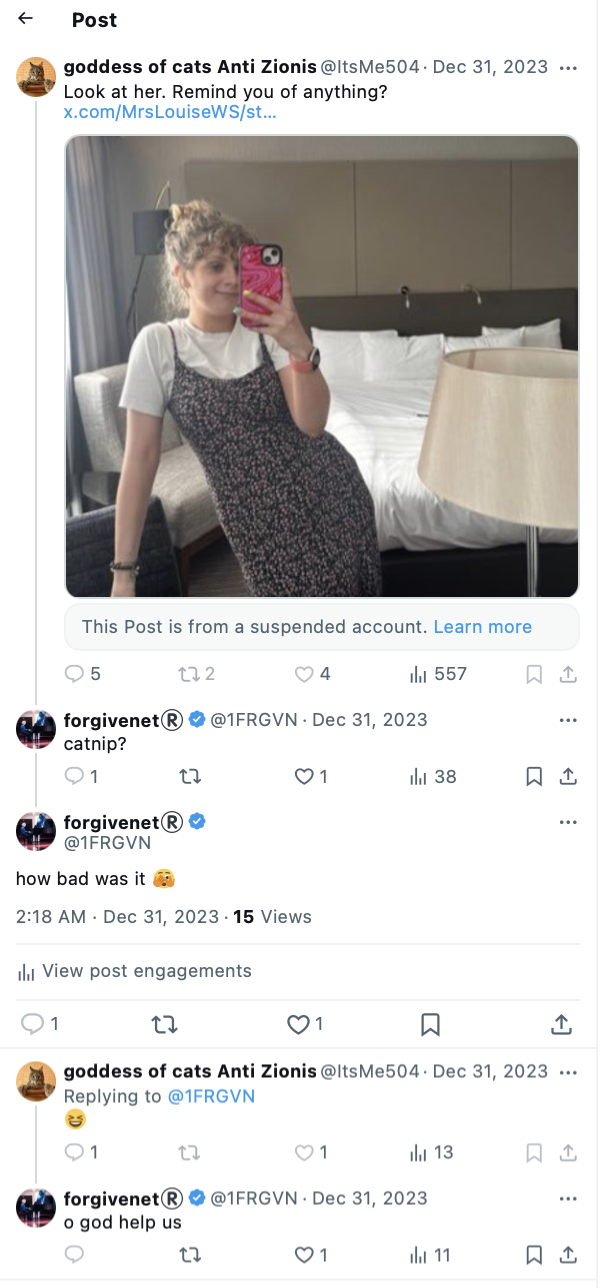 Post
goddess of cats Anti Zionis @ItsMe504 · Dec 31, 2023
Look at her. Remind you of anything?
x.com/MrsLouiseWS/st...
This Post is from a suspended account. Learn more
5 2 4 557
forgivenet® @1FRGVN · Dec 31, 2023
catnip?
1 1 38
forgivenet®
@1FRGVN
how bad was it 🫣
2:18 AM · Dec 31, 2023 · 15 Views
View post engagements
1 1
goddess of cats Anti Zionis @ItsMe504 · Dec 31, 2023
Replying to @1FRGVN
😆
1 1 13
forgivenet® @1FRGVN · Dec 31, 2023
o god help us
1 11